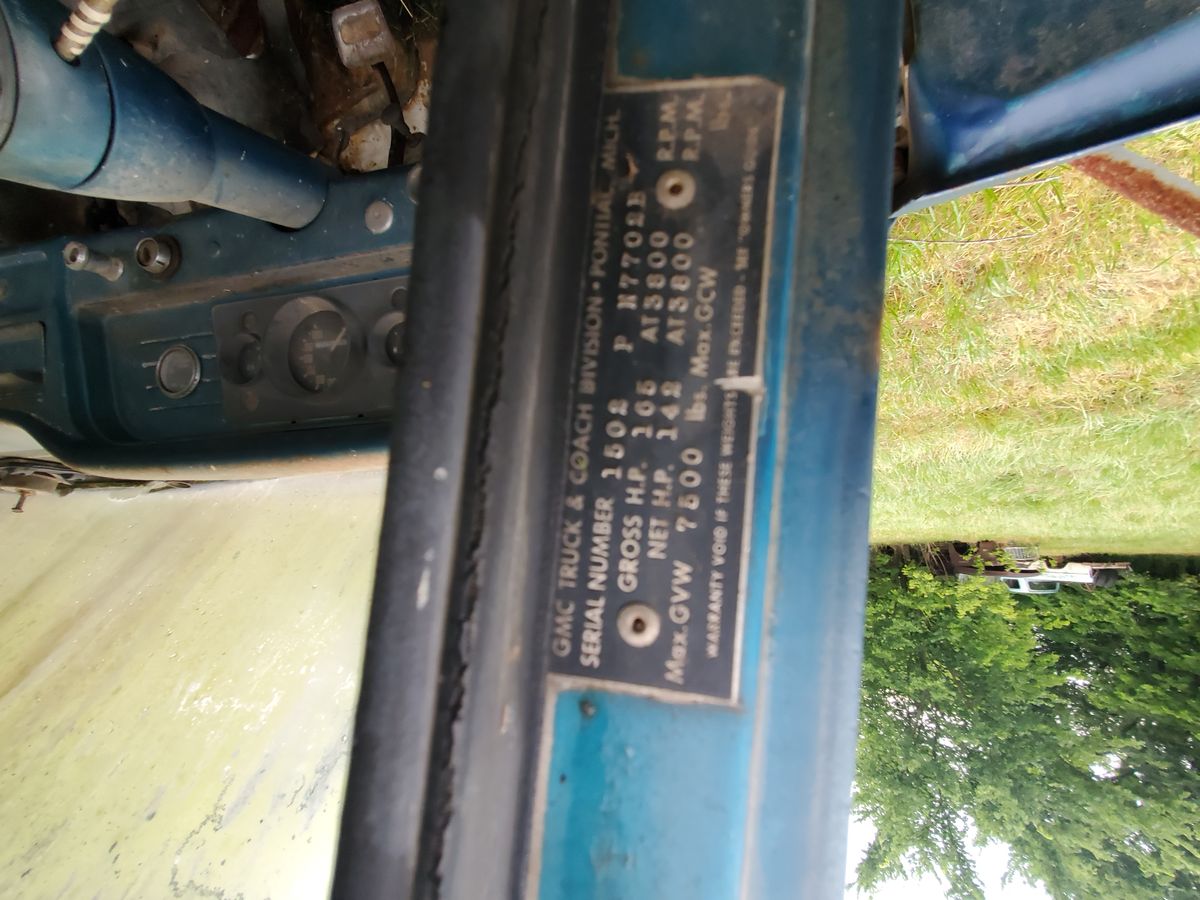 GMC TRUCK & COACH DIVISION • PONTIAC, MICH.
SERIAL NUMBER 1502 P N7702B
GROSS H.P. 165 AT 3800 R.P.M.
NET H.P. 142 AT 3800 R.P.M.
Max. GVW 7500 lbs. Max. GCW lbs.
WARRANTY VOID IF THESE WEIGHTS ARE EXCEEDED - SEE "OWNERS GUIDE"